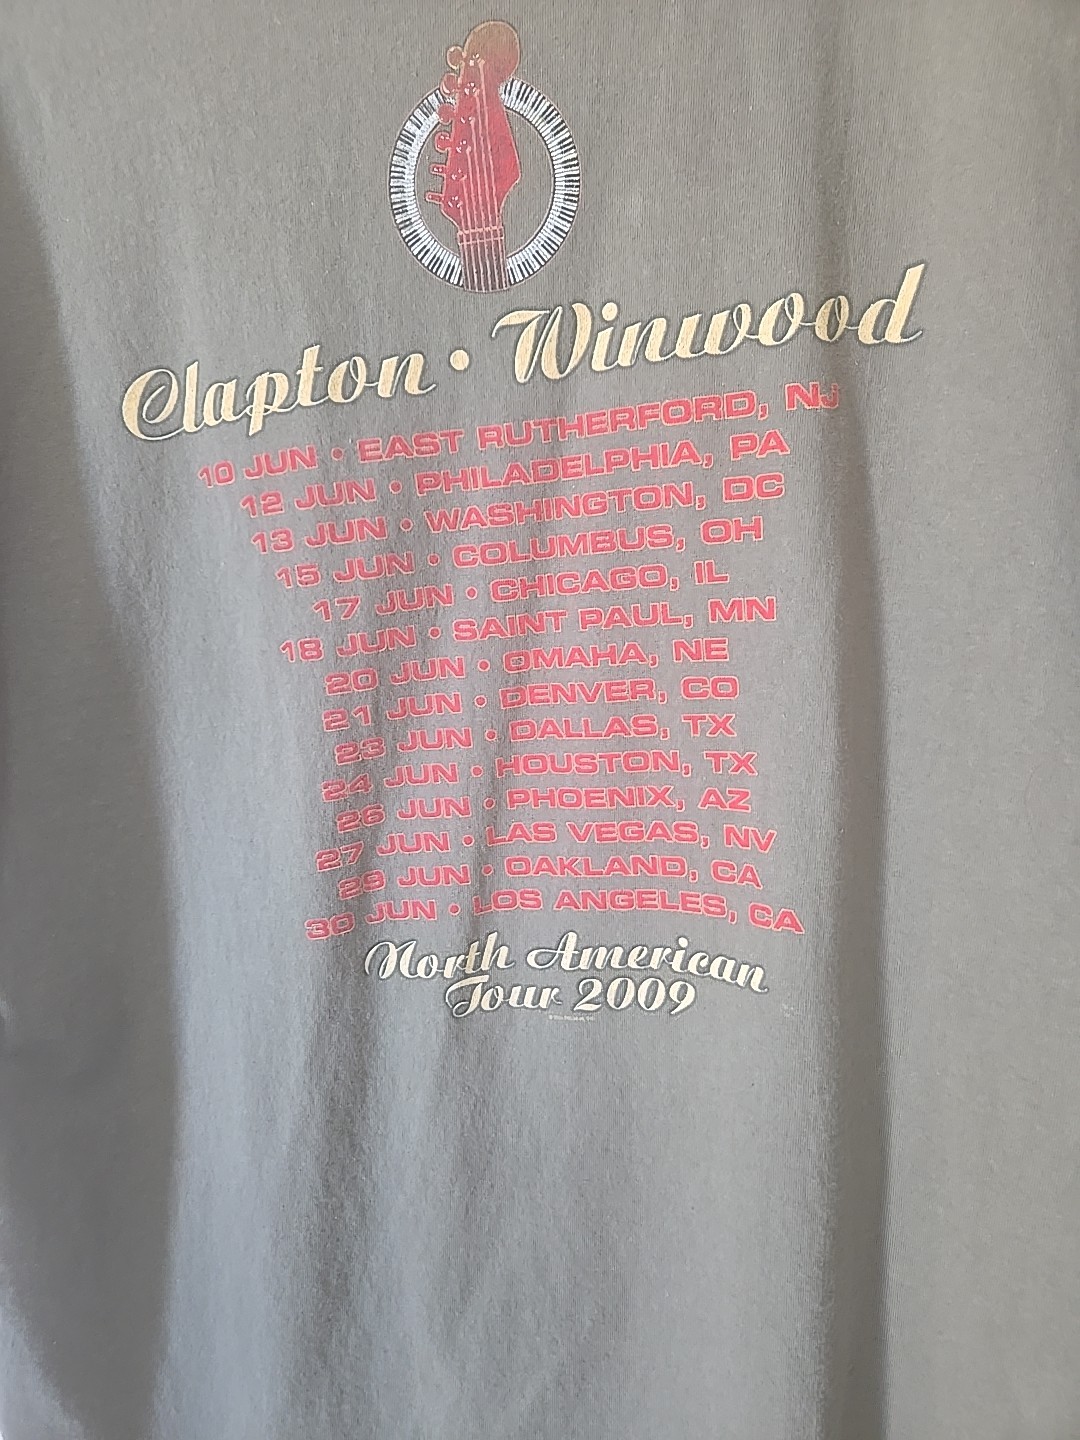 Clapton • Winwood
10 JUN • EAST RUTHERFORD, NJ
12 JUN • PHILADELPHIA, PA
13 JUN • WASHINGTON, DC
15 JUN • COLUMBUS, OH
17 JUN • CHICAGO, IL
18 JUN • SAINT PAUL, MN
20 JUN • OMAHA, NE
21 JUN • DENVER, CO
23 JUN • DALLAS, TX
24 JUN • HOUSTON, TX
26 JUN • PHOENIX, AZ
27 JUN • LAS VEGAS, NV
29 JUN • OAKLAND, CA
30 JUN • LOS ANGELES, CA
North American
Tour 2009